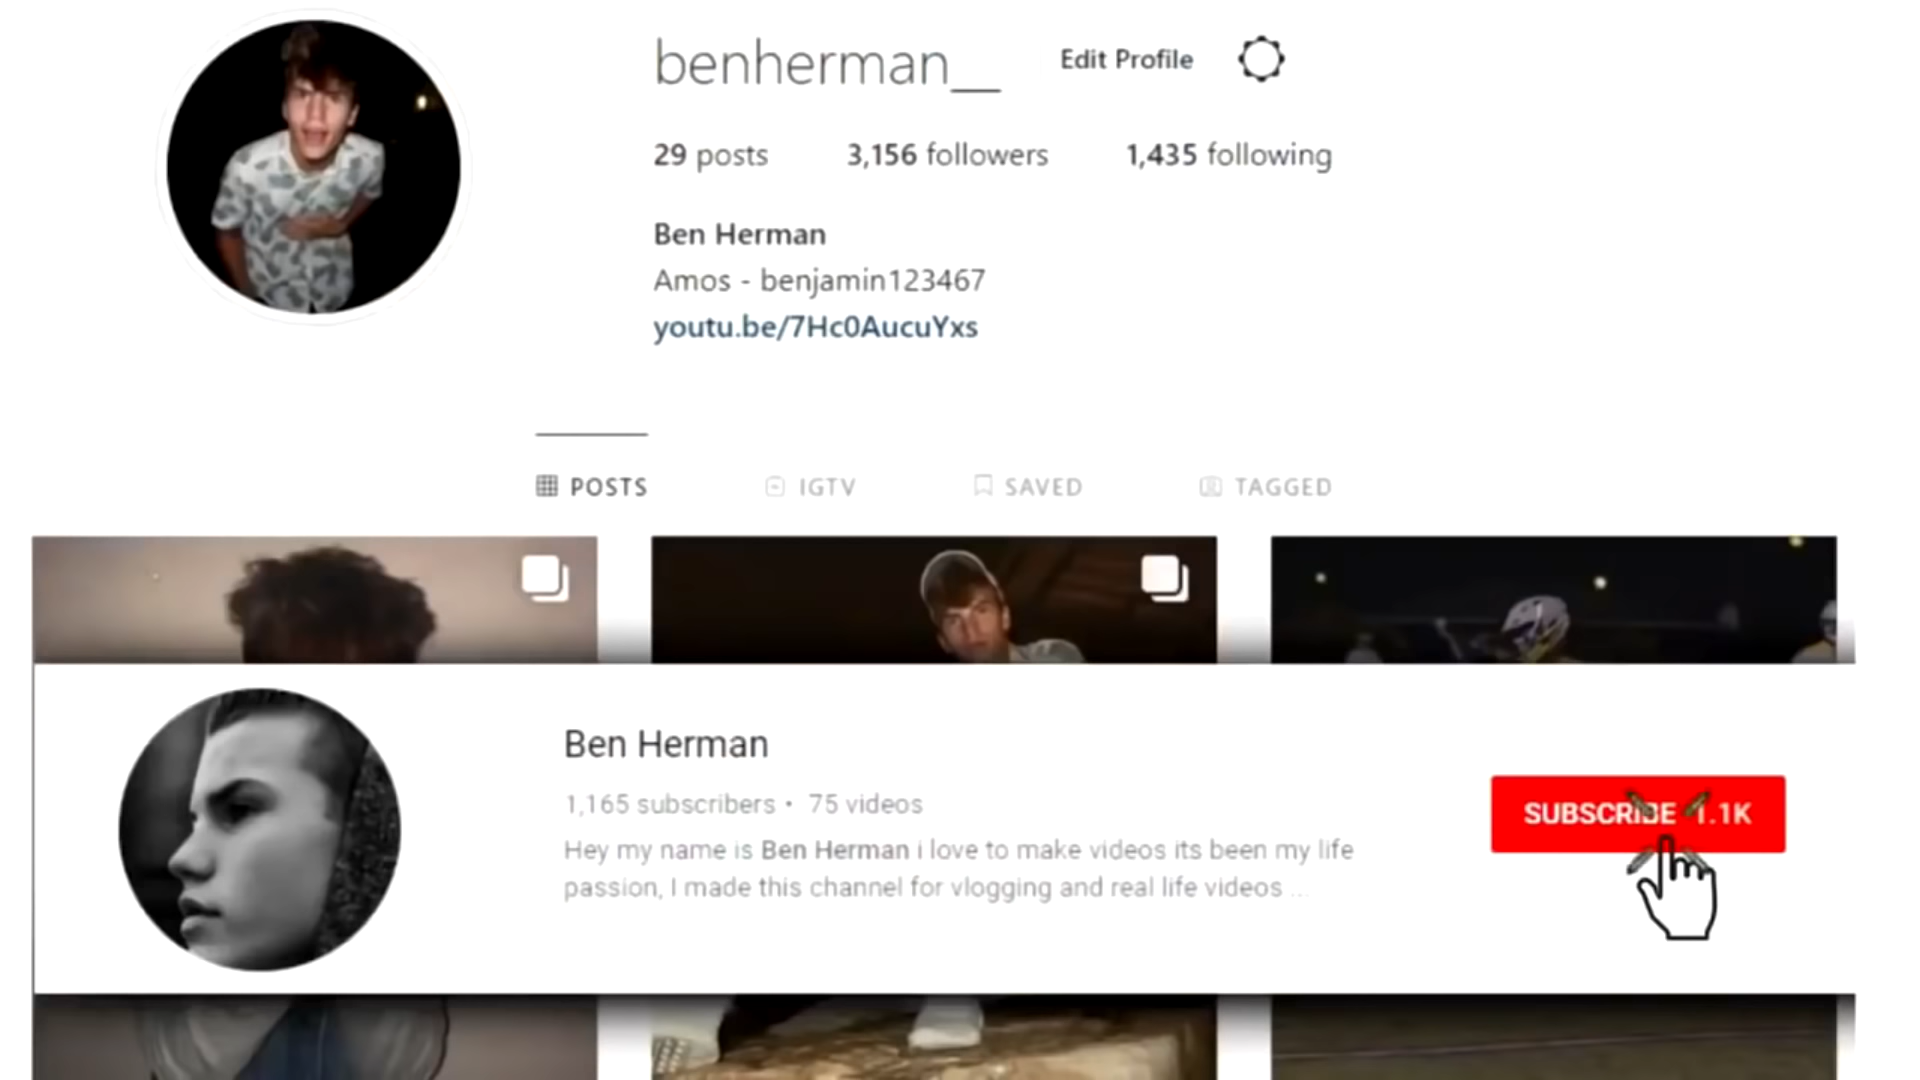 benherman__ Edit Profile
29 posts 3,156 followers 1,435 following
Ben Herman
Amos - benjamin123467
youtu.be/7Hc0AucuYxs
POSTS IGTV SAVED TAGGED
Ben Herman
1,165 subscribers • 75 videos
Hey my name is Ben Herman i love to make videos its been my life
passion, I made this channel for vlogging and real life videos ...
SUBSCRIBE 1.1K